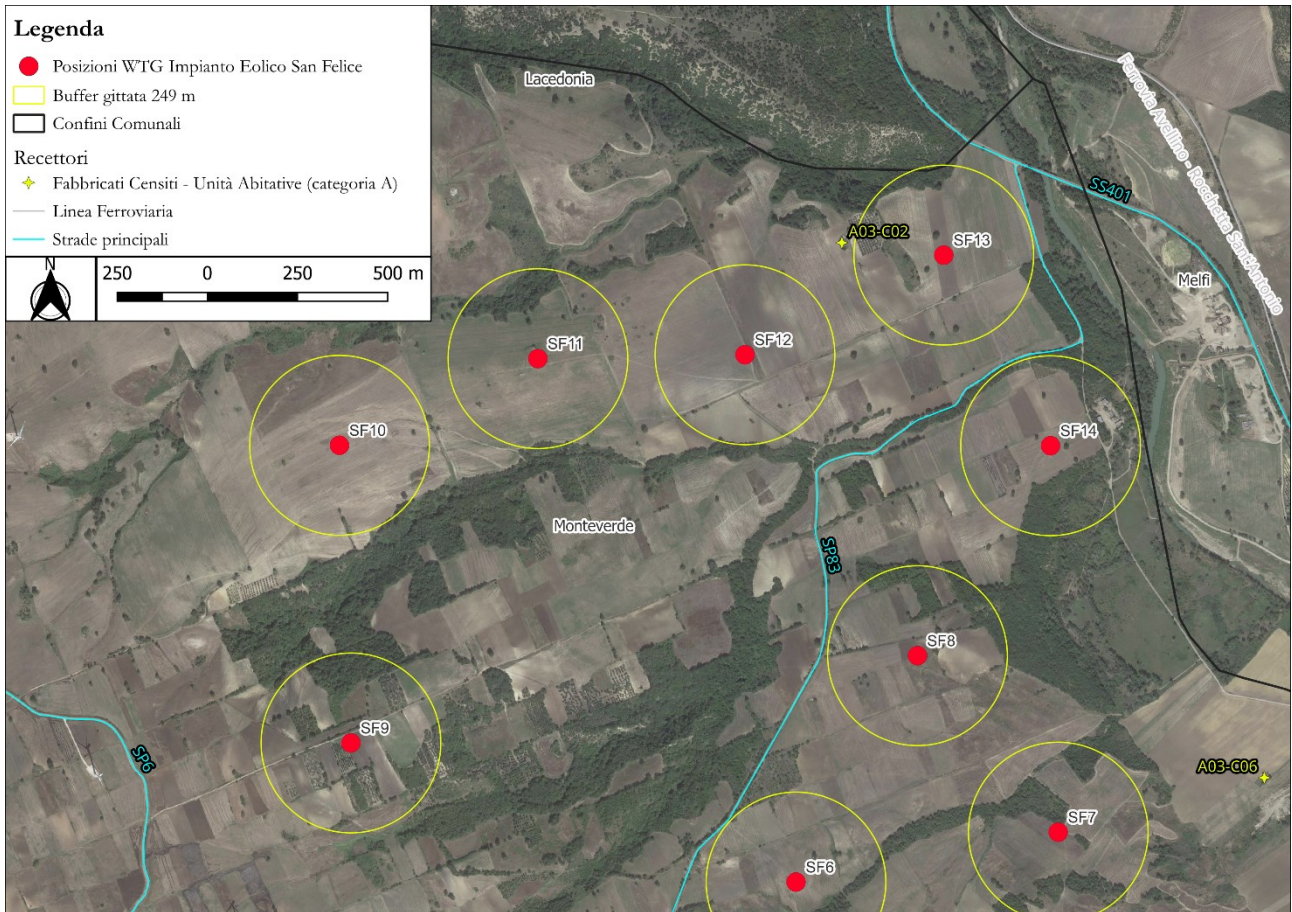 Legenda
Posizioni WTG Impianto Eolico San Felice
Buffer gittata 249 m
Confini Comunali
Recettori
Fabbricati Censiti - Unità Abitative (categoria A)
Linea Ferroviaria
Strade principali
N
250 0 250 500 m
Lacedonia
Ferrovia Avellino - Rocchetta Sant'Antonio
SS401
A03-C02
SF13
Melfi
SF12
SF11
SF10
SF14
Monteverde
SP83
SF8
SF9
SP6
A03-C06
SF7
SF6